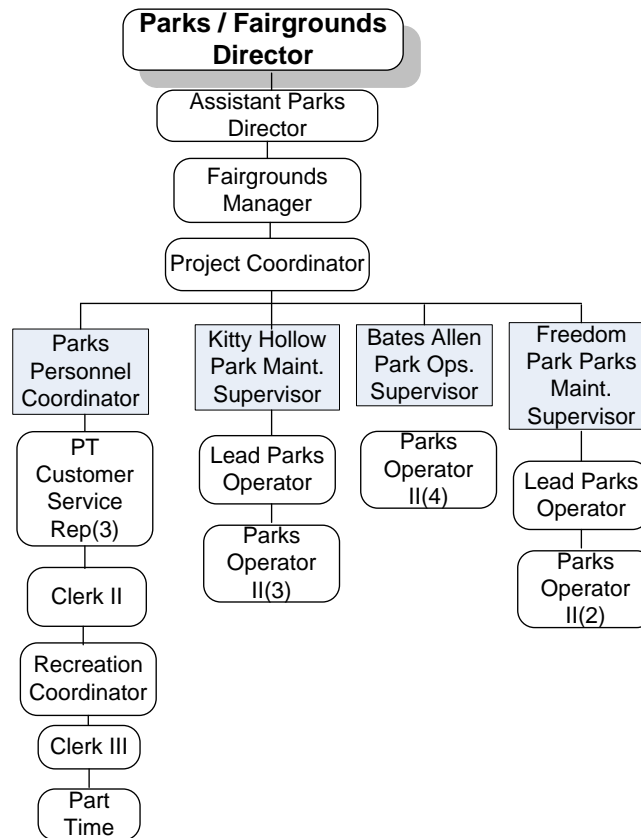 Parks / Fairgrounds
Director
Assistant Parks
Director
Fairgrounds
Manager
Project Coordinator
Parks
Personnel
Coordinator
PT
Customer
Service
Rep(3)
Clerk II
Recreation
Coordinator
Clerk III
Part
Time
Kitty Hollow
Park Maint.
Supervisor
Lead Parks
Operator
Parks
Operator
II(3)
Bates Allen
Park Ops.
Supervisor
Parks
Operator
II(4)
Freedom
Park Parks
Maint.
Supervisor
Lead Parks
Operator
Parks
Operator
II(2)